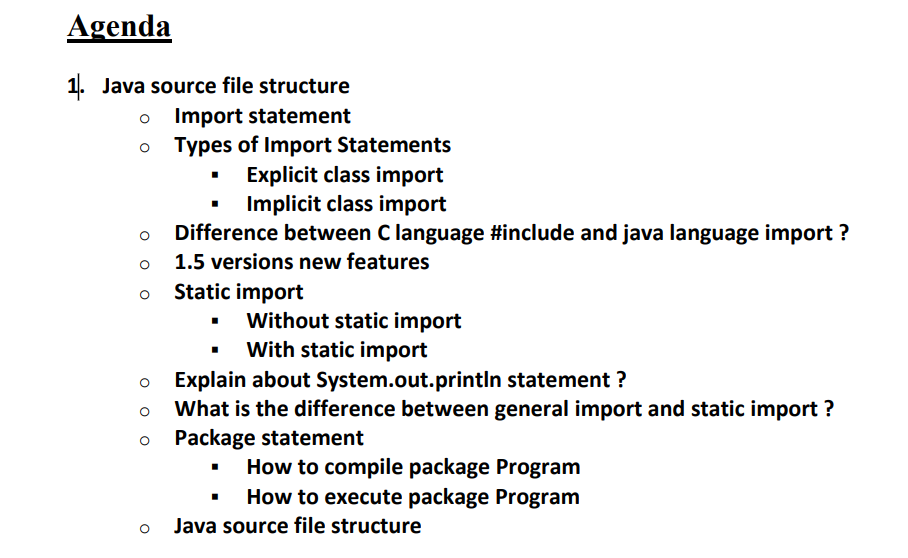 Agenda
1. Java source file structure
o Import statement
o Types of Import Statements
▪ Explicit class import
▪ Implicit class import
o Difference between C language #include and java language import ?
o 1.5 versions new features
o Static import
▪ Without static import
▪ With static import
o Explain about System.out.println statement ?
o What is the difference between general import and static import ?
o Package statement
▪ How to compile package Program
▪ How to execute package Program
o Java source file structure